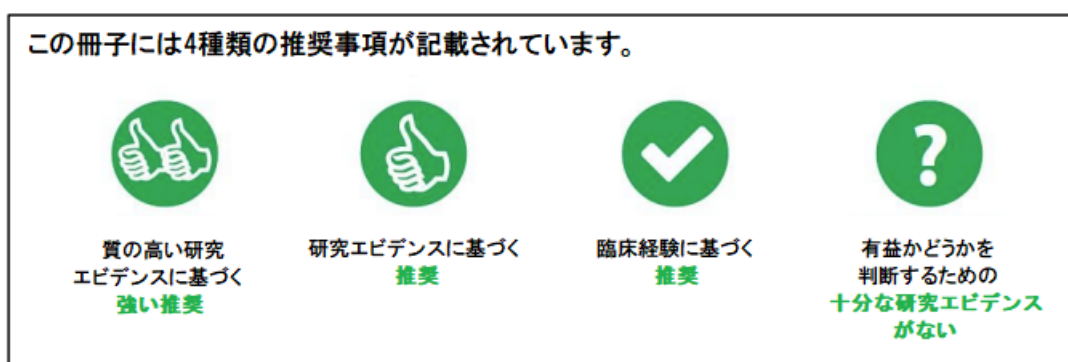 この冊子には4種類の推奨事項が記載されています。
?
質の高い研究
エビデンスに基づく
強い推奨
研究エビデンスに基づく
推奨
臨床経験に基づく
推奨
有益かどうかを
判断するための
十分な研究エビデンス
がない